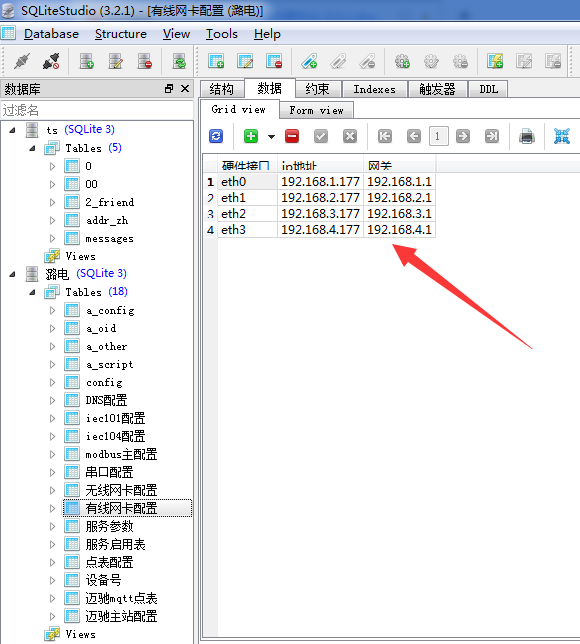 SQLiteStudio (3.2.1) - [有线网卡配置 (潞电)]
Database Structure View Tools Help
数据库
过滤名
ts (SQLite 3)
Tables (5)
0
00
2_friend
addr_zh
messages
Views
潞电 (SQLite 3)
Tables (18)
a_config
a_oid
a_other
a_script
config
DNS配置
iec101配置
iec104配置
modbus主配置
串口配置
无线网卡配置
有线网卡配置
服务参数
服务启用表
点表配置
设备号
迈驰mqtt点表
迈驰主站配置
Views
结构 数据 约束 Indexes 触发器 DDL
Grid view Form view
1
硬件接口 ip地址 网关
1 eth0 192.168.1.177 192.168.1.1
2 eth1 192.168.2.177 192.168.2.1
3 eth2 192.168.3.177 192.168.3.1
4 eth3 192.168.4.177 192.168.4.1